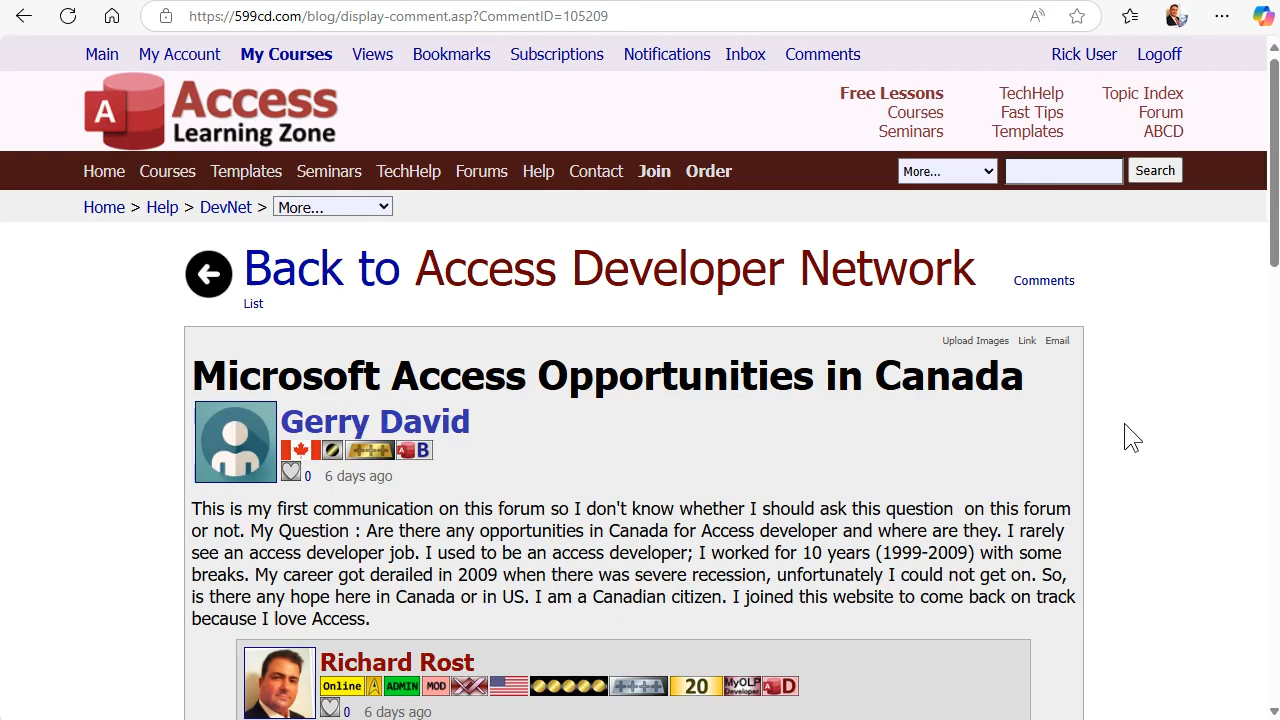 https://599cd.com/blog/display-comment.asp?CommentID=105209
Main My Account My Courses Views Bookmarks Subscriptions Notifications Inbox Comments Rick User Logoff
A Access Learning Zone
Free Lessons TechHelp Topic Index
Courses Fast Tips Forum
Seminars Templates ABCD
Home Courses Templates Seminars TechHelp Forums Help Contact Join Order More... Search
Home > Help > DevNet > More...
Back to Access Developer Network Comments
List
Upload Images Link Email
Microsoft Access Opportunities in Canada
Gerry David
A B
0 6 days ago
This is my first communication on this forum so I don't know whether I should ask this question on this forum
or not. My Question : Are there any opportunities in Canada for Access developer and where are they. I rarely
see an access developer job. I used to be an access developer; I worked for 10 years (1999-2009) with some
breaks. My career got derailed in 2009 when there was severe recession, unfortunately I could not get on. So,
is there any hope here in Canada or in US. I am a Canadian citizen. I joined this website to come back on track
because I love Access.
Richard Rost
Online ADMIN MOD 20 MyOLP Developer A D
0 6 days ago